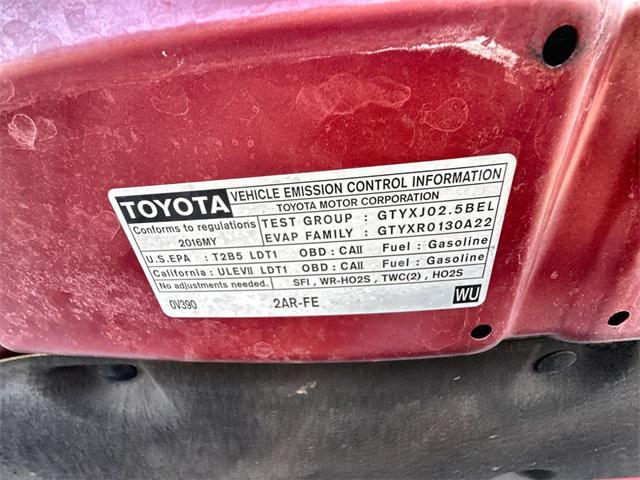 TOYOTA VEHICLE EMISSION CONTROL INFORMATION
TOYOTA MOTOR CORPORATION
Conforms to regulations
2016MY
TEST GROUP : GTYXJ02.5BEL
EVAP FAMILY : GTYXR0130A22
U.S.EPA : T2B5 LDT1 OBD : CAII Fuel : Gasoline
California : ULEVII LDT1 OBD : CAII Fuel : Gasoline
No adjustments needed. SFI , WR-HO2S , TWC(2) , HO2S
0V390 2AR-FE WU